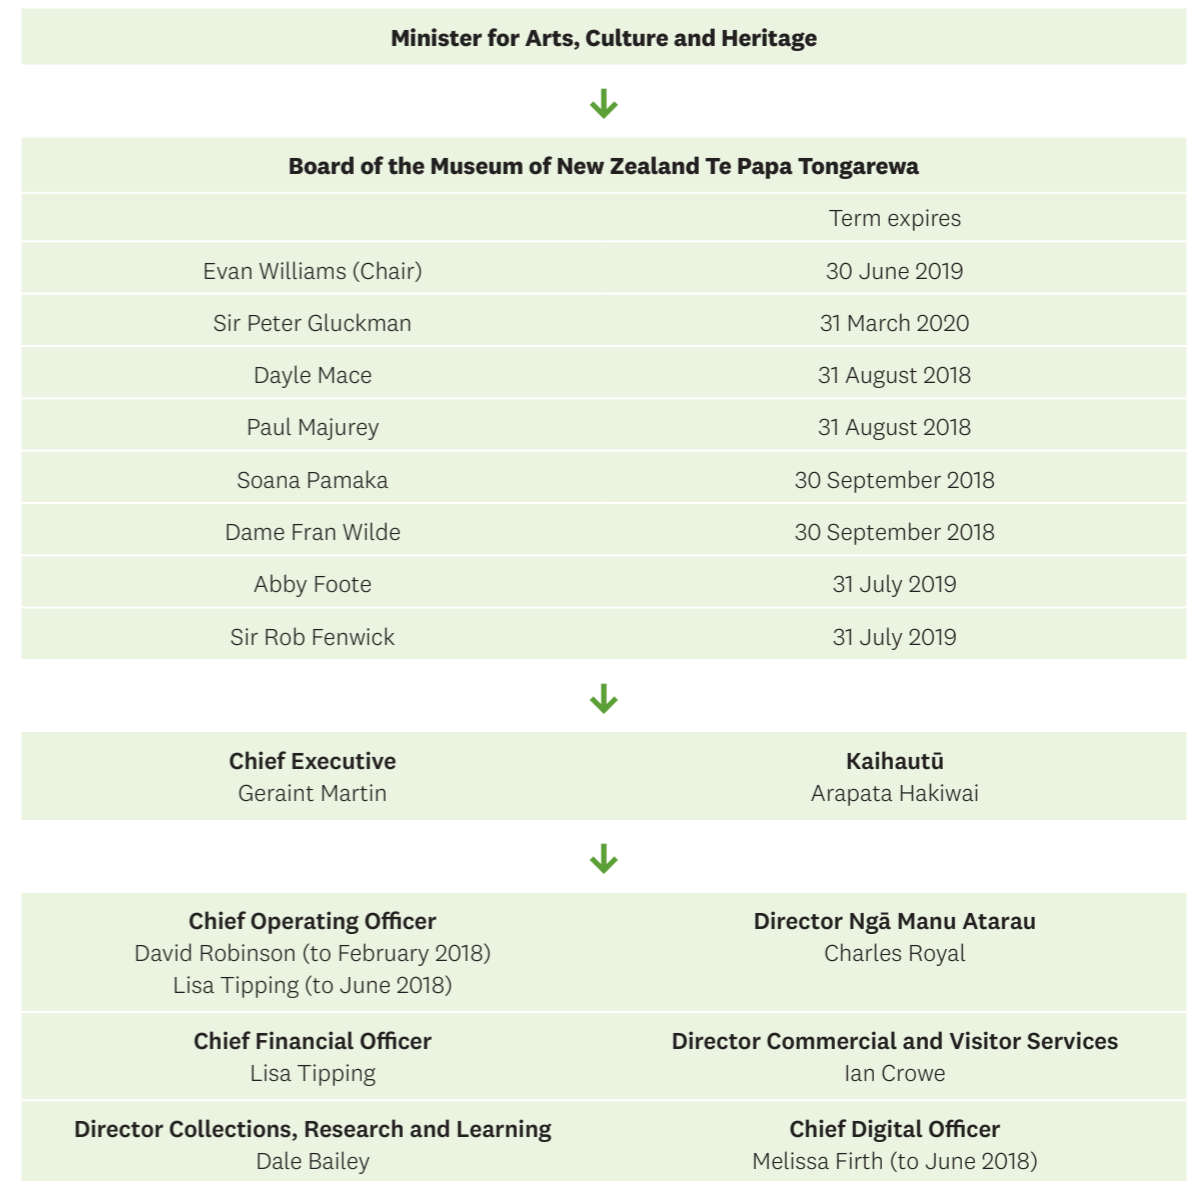 Minister for Arts, Culture and Heritage
Board of the Museum of New Zealand Te Papa Tongarewa
Term expires
Evan Williams (Chair) 30 June 2019
Sir Peter Gluckman 31 March 2020
Dayle Mace 31 August 2018
Paul Majurey 31 August 2018
Soana Pamaka 30 September 2018
Dame Fran Wilde 30 September 2018
Abby Foote 31 July 2019
Sir Rob Fenwick 31 July 2019
Chief Executive
Geraint Martin
Kaihautū
Arapata Hakiwai
Chief Operating Officer
David Robinson (to February 2018)
Lisa Tipping (to June 2018)
Director Ngā Manu Atarau
Charles Royal
Chief Financial Officer
Lisa Tipping
Director Commercial and Visitor Services
Ian Crowe
Director Collections, Research and Learning
Dale Bailey
Chief Digital Officer
Melissa Firth (to June 2018)